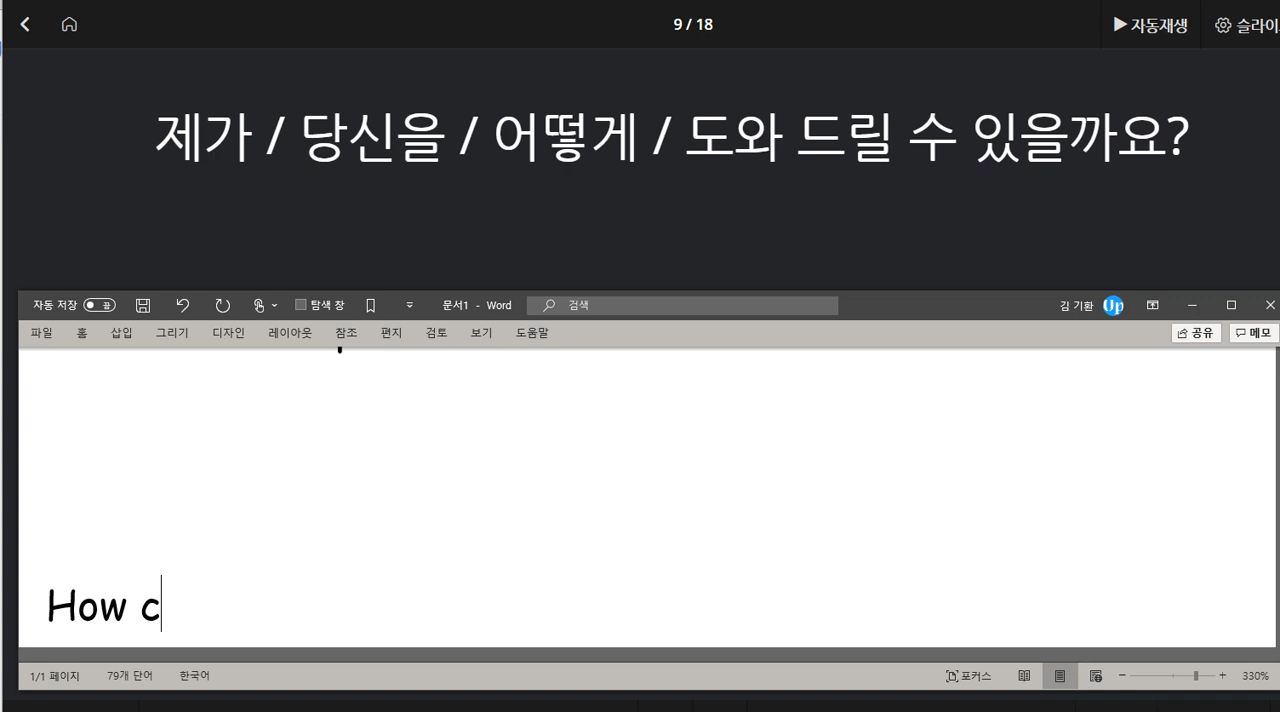 9 / 18
자동재생
슬라이
제가 / 당신을 / 어떻게 / 도와 드릴 수 있을까요?
자동 저장 끔 탐색 창 문서1 - Word 검색 김 기환 Up
파일 홈 삽입 그리기 디자인 레이아웃 참조 편지 검토 보기 도움말 공유 메모
How c
1/1 페이지 79개 단어 한국어 포커스 - + 330%